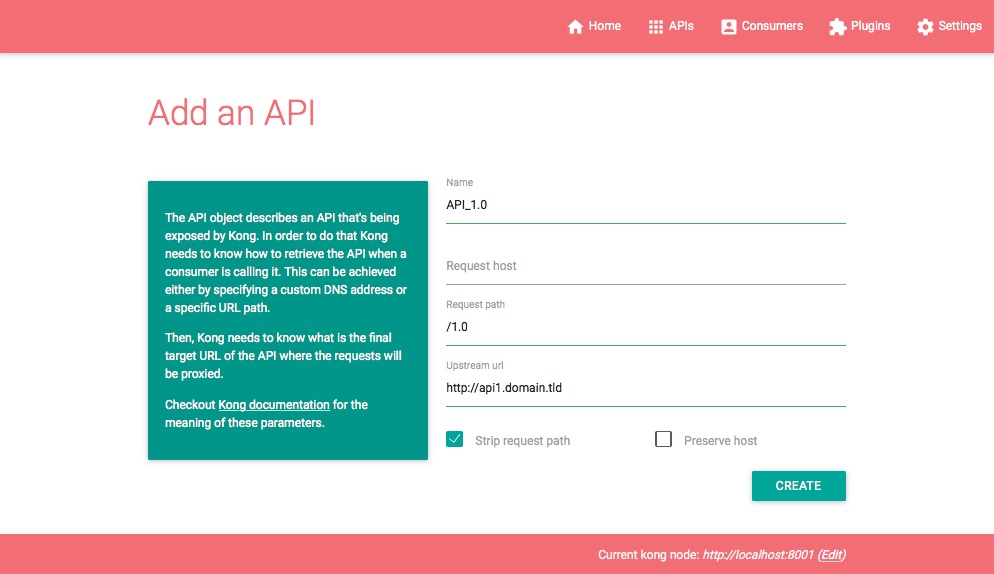 Home APIs Consumers Plugins Settings
Add an API
The API object describes an API that's being
exposed by Kong. In order to do that Kong
needs to know how to retrieve the API when a
consumer is calling it. This can be achieved
either by specifying a custom DNS address or
a specific URL path.
Then, Kong needs to know what is the final
target URL of the API where the requests will
be proxied.
Checkout Kong documentation for the
meaning of these parameters.
Name
API_1.0
Request host
Request path
/1.0
Upstream url
http://api1.domain.tld
Strip request path Preserve host
CREATE
Current kong node: http://localhost:8001 (Edit)